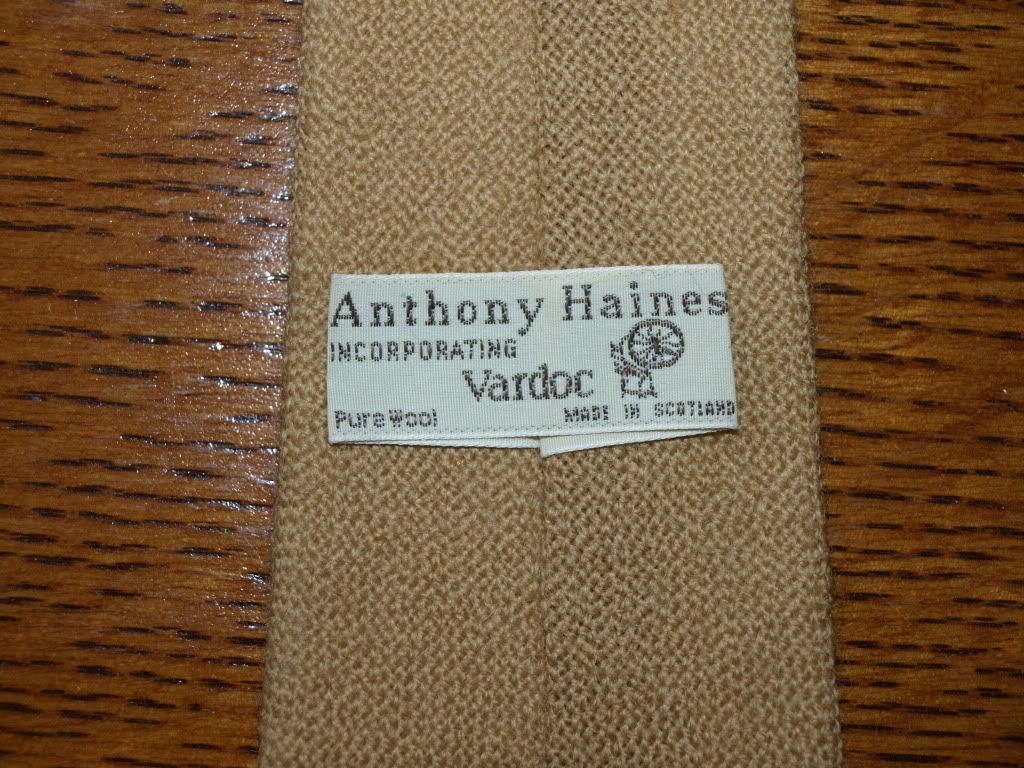 Anthony Haines
INCORPORATING
Vardoc
Pure Wool MADE IN SCOTLAND